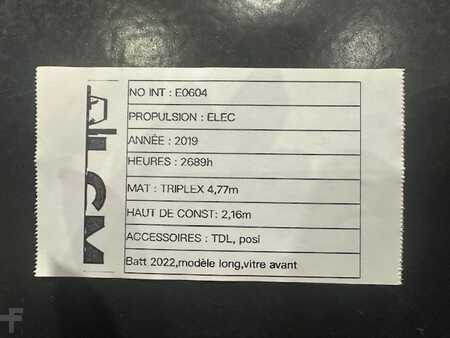 NO INT : E0604
PROPULSION : ELEC
ANNÉE : 2019
HEURES : 2689h
MAT : TRIPLEX 4,77m
HAUT DE CONST: 2,16m
ACCESSOIRES : TDL, posi
Batt 2022,modèle long,vitre avant